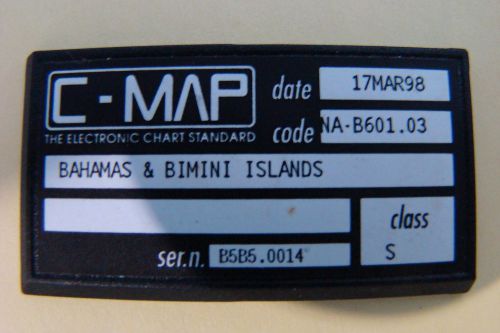 C-MAP
THE ELECTRONIC CHART STANDARD
date 17MAR98
code NA-B601.03
BAHAMAS & BIMINI ISLANDS
class
S
ser.n. B5B5.0014